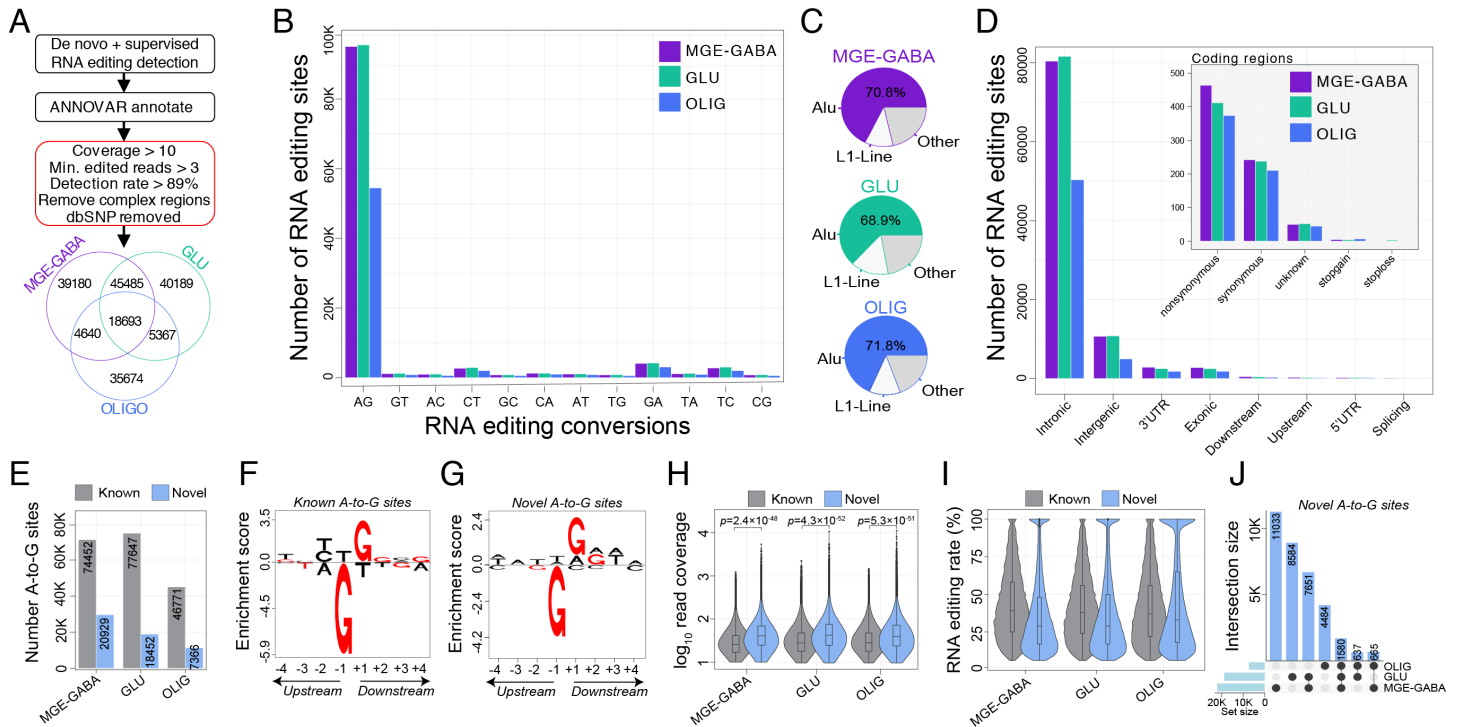 A
De novo + supervised
RNA editing detection
ANNOVAR annotate
Coverage > 10
Min. edited reads > 3
Detection rate > 89%
Remove complex regions
dbSNP removed
MGE-GABA
GLU
39180
45485
40189
18693
4640
5367
35674
OLIGO
B
Number of RNA editing sites
100K
80K
60K
40K
20K
0
MGE-GABA
GLU
OLIG
AG GT AC CT GC CA AT TG GA TA TC CG
RNA editing conversions
C
MGE-GABA
70.8%
Alu
L1-Line
Other
GLU
68.9%
Alu
L1-Line
Other
OLIG
71.8%
Alu
L1-Line
Other
D
Number of RNA editing sites
80000
60000
40000
20000
0
Intronic
Intergenic
3'UTR
Exonic
Downstream
Upstream
5'UTR
Splicing
Coding regions
500
400
300
200
100
0
MGE-GABA
GLU
OLIG
nonsynonymous
synonymous
unknown
stopgain
stoploss
E
Known Novel
Number A-to-G sites
80K
60K
40K
20K
0
74452
20929
77647
18452
46771
7366
MGE-GABA
GLU
OLIG
F
Known A-to-G sites
Enrichment score
3.5
0.0
-4.5
-5.9
-4 -3 -2 -1 +1 +2 +3 +4
Upstream Downstream
G
Novel A-to-G sites
Enrichment score
2.4
0.0
-2.4
-4.2
-4 -3 -2 -1 +1 +2 +3 +4
Upstream Downstream
H
Known Novel
log10 read coverage
4
3
2
1
p=2.4×10-48
p=4.3×10-52
p=5.3×10-51
MGE-GABA
GLU
OLIG
I
Known Novel
RNA editing rate (%)
100
75
50
25
0
MGE-GABA
GLU
OLIG
J
Novel A-to-G sites
Intersection size
10K
5K
11033
8584
7651
4484
1580
637
665
OLIG
GLU
MGE-GABA
20K 10K 0
Set size